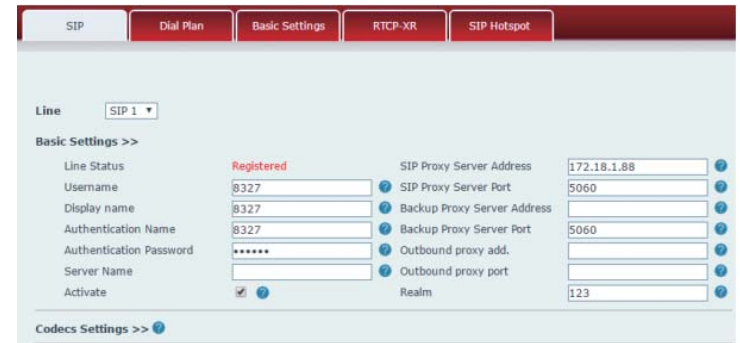 SIP Dial Plan Basic Settings RTCP-XR SIP Hotspot
Line SIP 1
Basic Settings >>
Line Status Registered SIP Proxy Server Address 172.18.1.88
Username 8327 SIP Proxy Server Port 5060
Display name 8327 Backup Proxy Server Address
Authentication Name 8327 Backup Proxy Server Port 5060
Authentication Password •••••• Outbound proxy add.
Server Name Outbound proxy port
Activate Realm 123
Codecs Settings >>